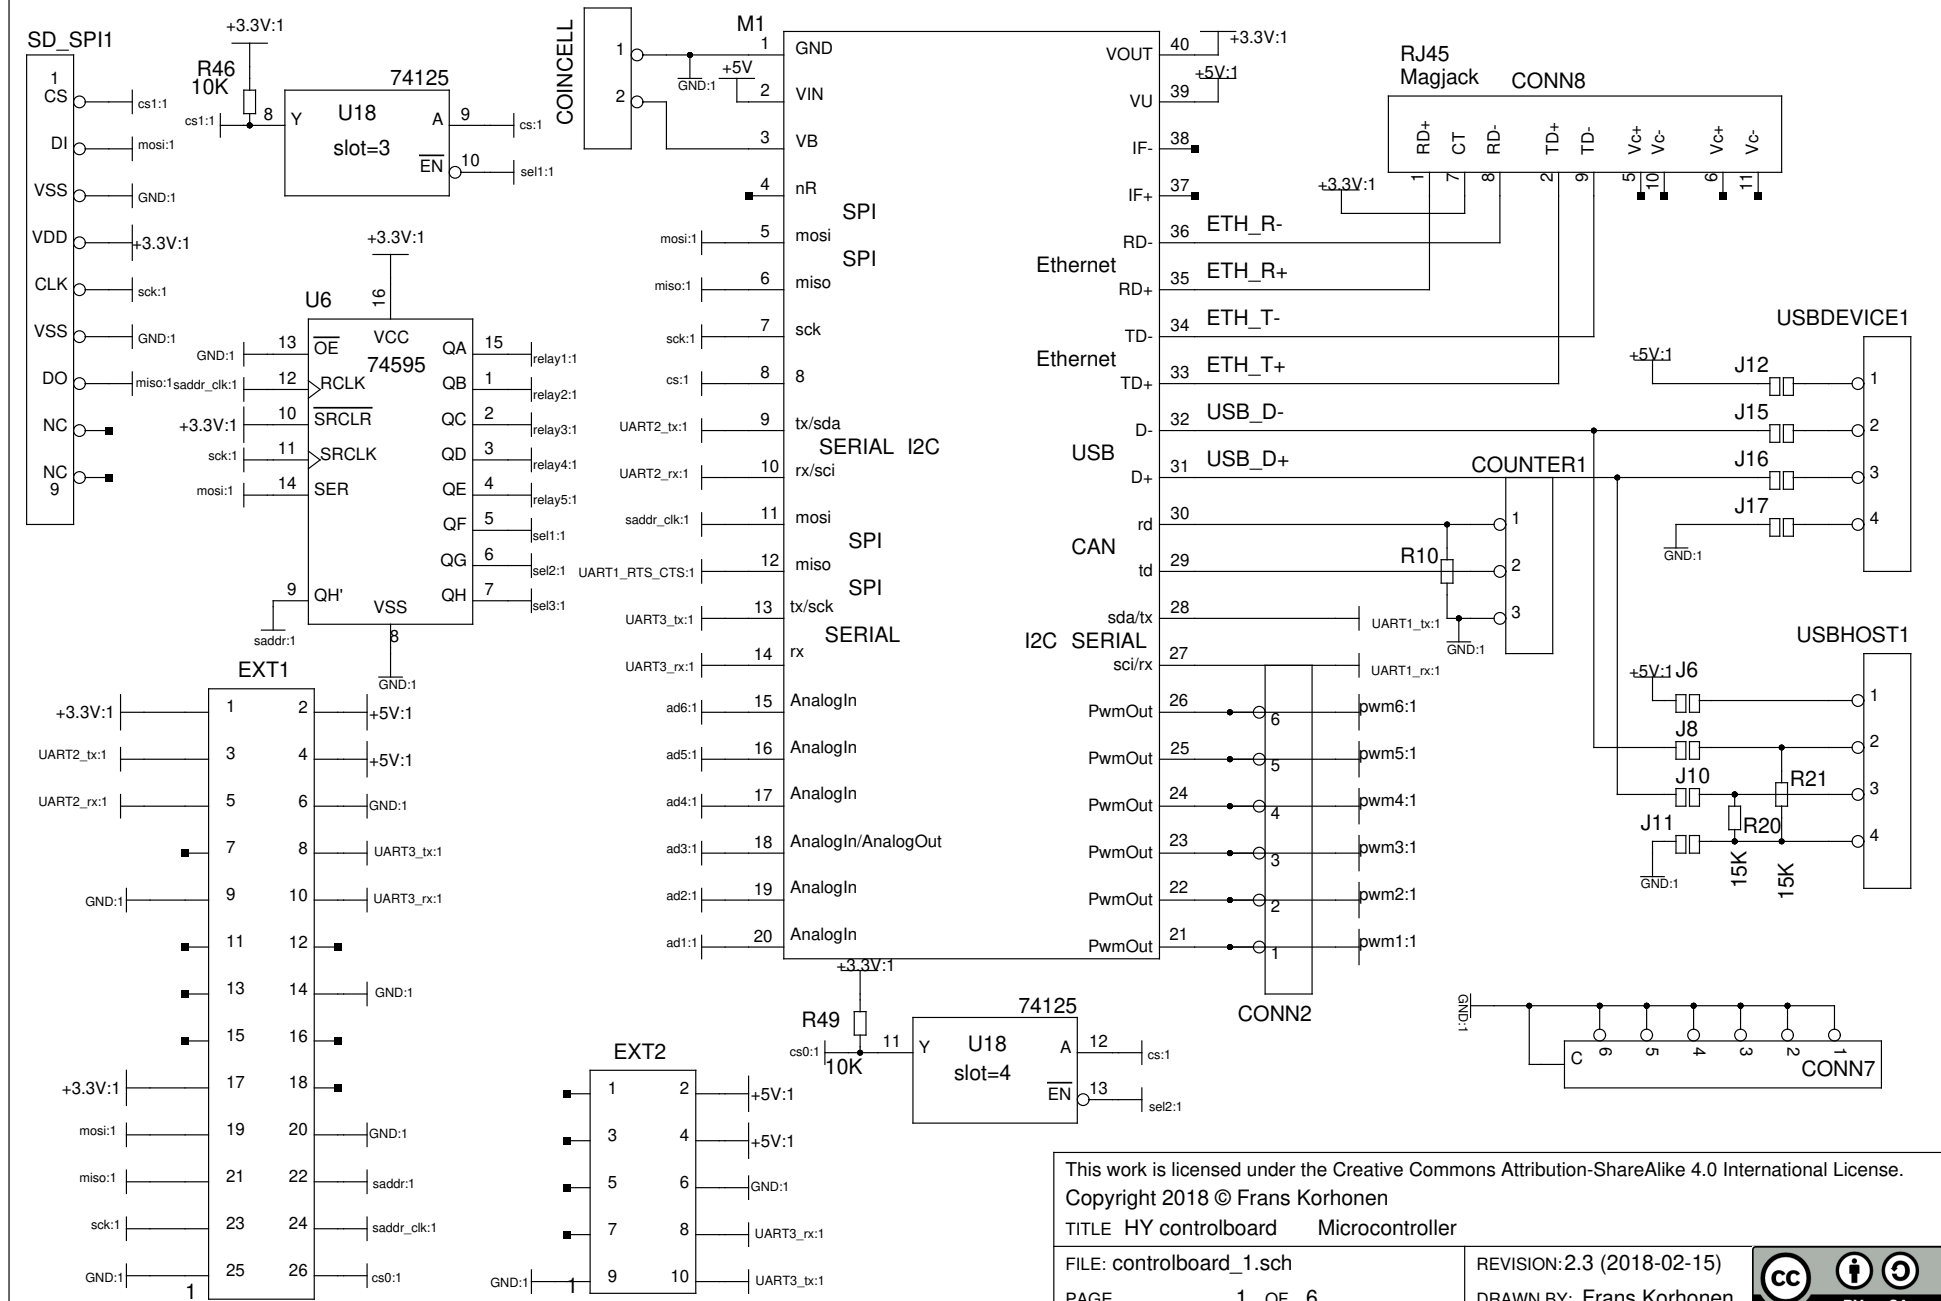 SD_SPI1
1
CS
cs1:1
DI
mosi:1
VSS
GND:1
VDD
+3.3V:1
CLK
sck:1
VSS
GND:1
DO
miso:1
NC
NC
9
+3.3V:1
R46
10K
cs1:1
8
Y
U18
slot=3
74125
A
9
cs:1
EN
10
sel1:1
+3.3V:1
16
U6
VCC
74595
GND:1
13
OE
saddr_clk:1
12
RCLK
+3.3V:1
10
SRCLR
sck:1
11
SRCLK
mosi:1
14
SER
9
QH'
saddr:1
VSS
8
GND:1
QA
15
relay1:1
QB
1
relay2:1
QC
2
relay3:1
QD
3
relay4:1
QE
4
relay5:1
QF
5
sel1:1
QG
6
sel2:1
QH
7
sel3:1
COINCELL
1
2
GND:1
+5V
M1
1
GND
2
VIN
3
VB
4
nR
SPI
mosi:1
5
mosi
SPI
miso:1
6
miso
sck:1
7
sck
cs:1
8
8
UART2_tx:1
9
tx/sda
SERIAL I2C
UART2_rx:1
10
rx/sci
saddr_clk:1
11
mosi
SPI
UART1_RTS_CTS:1
12
miso
SPI
UART3_tx:1
13
tx/sck
SERIAL
UART3_rx:1
14
rx
ad6:1
15
AnalogIn
ad5:1
16
AnalogIn
ad4:1
17
AnalogIn
ad3:1
18
AnalogIn/AnalogOut
ad2:1
19
AnalogIn
ad1:1
20
AnalogIn
VOUT
40
+3.3V:1
VU
39
+5V:1
IF-
38
IF+
37
RD-
36
ETH_R-
Ethernet
RD+
35
ETH_R+
TD-
34
ETH_T-
Ethernet
TD+
33
ETH_T+
D-
32
USB_D-
USB
D+
31
USB_D+
rd
30
CAN
td
29
sda/tx
28
UART1_tx:1
I2C SERIAL
sci/rx
27
UART1_rx:1
PwmOut
26
6
pwm6:1
PwmOut
25
5
pwm5:1
PwmOut
24
4
pwm4:1
PwmOut
23
3
pwm3:1
PwmOut
22
2
pwm2:1
PwmOut
21
1
pwm1:1
CONN2
RJ45
Magjack
CONN8
RD+
CT
RD-
TD+
TD-
Vc+
Vc-
Vc+
Vc-
1
7
8
2
9
5
10
6
11
+3.3V:1
COUNTER1
R10
1
2
3
GND:1
USBDEVICE1
+5V:1
J12
1
J15
2
J16
3
J17
4
GND:1
USBHOST1
+5V:1
J6
1
J8
2
J10
3
J11
4
R21
R20
15K
15K
GND:1
EXT1
+3.3V:1
1
2
+5V:1
UART2_tx:1
3
4
+5V:1
UART2_rx:1
5
6
GND:1
7
8
UART3_tx:1
GND:1
9
10
UART3_rx:1
11
12
13
14
GND:1
15
16
+3.3V:1
17
18
mosi:1
19
20
GND:1
miso:1
21
22
saddr:1
sck:1
23
24
saddr_clk:1
GND:1
25
26
cs0:1
1
EXT2
1
2
+5V:1
3
4
+5V:1
5
6
GND:1
7
8
UART3_rx:1
GND:1
9
10
UART3_tx:1
1
+3.3V:1
R49
10K
cs0:1
11
Y
U18
slot=4
74125
A
12
cs:1
EN
13
sel2:1
GND:1
C
6
5
4
3
2
1
CONN7
This work is licensed under the Creative Commons Attribution-ShareAlike 4.0 International License.
Copyright 2018 © Frans Korhonen
TITLE HY controlboard Microcontroller
FILE: controlboard_1.sch
REVISION: 2.3 (2018-02-15)
PAGE 1 OF 6
DRAWN BY: Frans Korhonen
cc